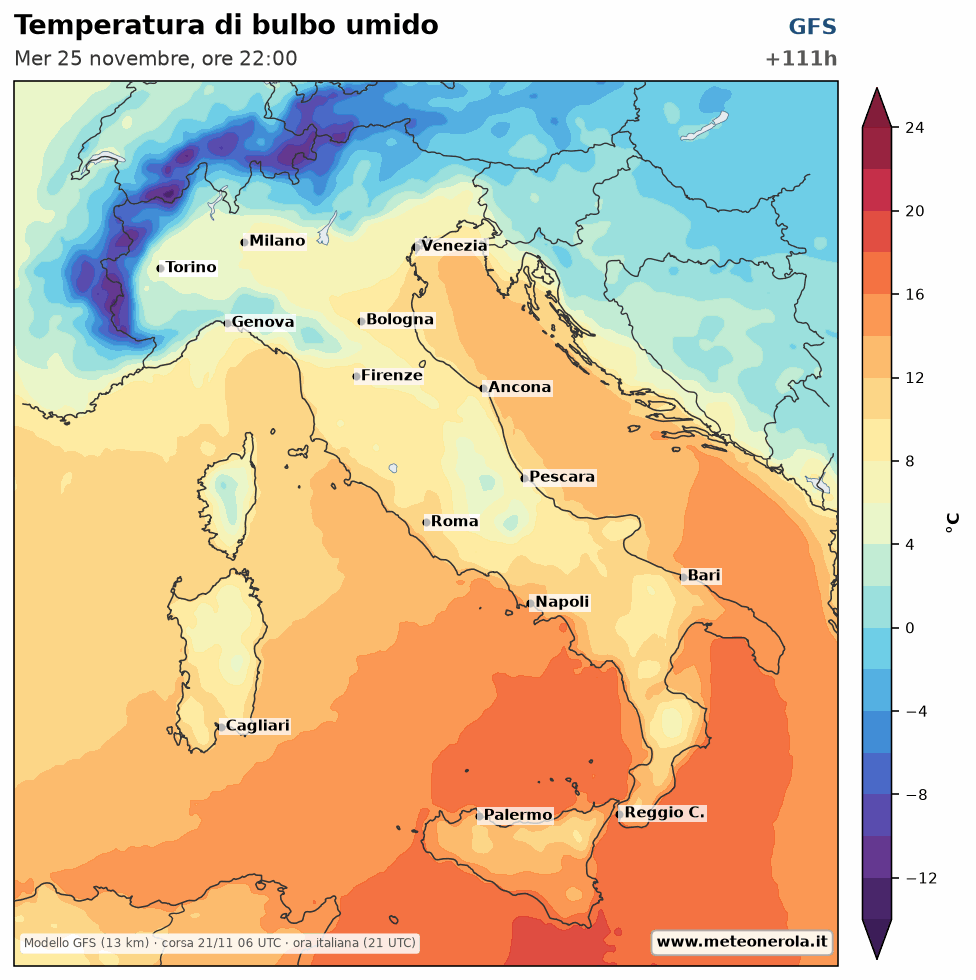 Temperatura di bulbo umido
GFS
Mer 25 novembre, ore 22:00
+111h
Milano
Venezia
Torino
Genova
Bologna
Firenze
Ancona
Pescara
Roma
Bari
Napoli
Cagliari
Palermo
Reggio C.
24
20
16
12
8
4
0
−4
−8
−12
°C
Modello GFS (13 km) · corsa 21/11 06 UTC · ora italiana (21 UTC)
www.meteonerola.it